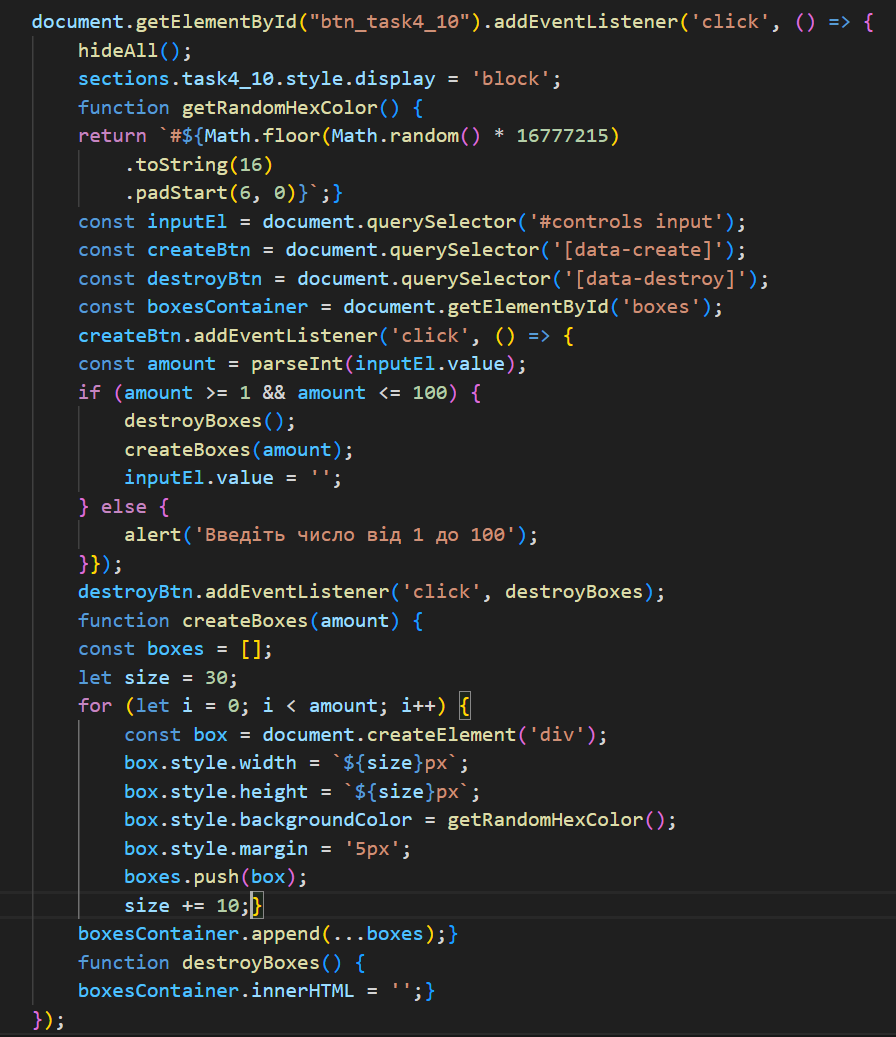 document.getElementById("btn_task4_10").addEventListener('click', () => {
    hideAll();
    sections.task4_10.style.display = 'block';
    function getRandomHexColor() {
    return `#${Math.floor(Math.random() * 16777215)
        .toString(16)
        .padStart(6, 0)}`;}
    const inputEl = document.querySelector('#controls input');
    const createBtn = document.querySelector('[data-create]');
    const destroyBtn = document.querySelector('[data-destroy]');
    const boxesContainer = document.getElementById('boxes');
    createBtn.addEventListener('click', () => {
    const amount = parseInt(inputEl.value);
    if (amount >= 1 && amount <= 100) {
        destroyBoxes();
        createBoxes(amount);
        inputEl.value = '';
    } else {
        alert('Введіть число від 1 до 100');
    }});
    destroyBtn.addEventListener('click', destroyBoxes);
    function createBoxes(amount) {
    const boxes = [];
    let size = 30;
    for (let i = 0; i < amount; i++) {
        const box = document.createElement('div');
        box.style.width = `${size}px`;
        box.style.height = `${size}px`;
        box.style.backgroundColor = getRandomHexColor();
        box.style.margin = '5px';
        boxes.push(box);
        size += 10;}
    boxesContainer.append(...boxes);}
    function destroyBoxes() {
    boxesContainer.innerHTML = '';}
});